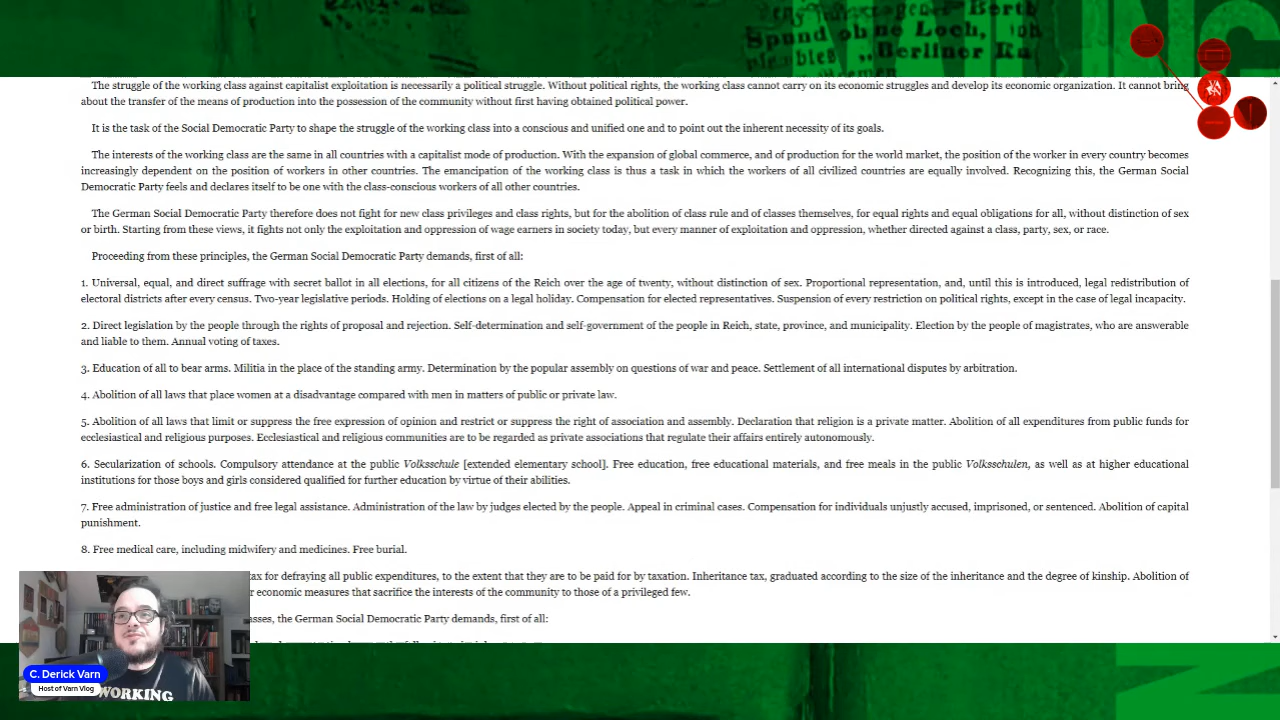 Berth
Spund ohne Loch,
"Berliner
The struggle of the working class against capitalist exploitation is necessarily a political struggle. Without political rights, the working class cannot carry on its economic struggles and develop its economic organization. It cannot bring
about the transfer of the means of production into the possession of the community without first having obtained political power.
It is the task of the Social Democratic Party to shape the struggle of the working class into a conscious and unified one and to point out the inherent necessity of its goals.
The interests of the working class are the same in all countries with a capitalist mode of production. With the expansion of global commerce, and of production for the world market, the position of the worker in every country becomes
increasingly dependent on the position of workers in other countries. The emancipation of the working class is thus a task in which the workers of all civilized countries are equally involved. Recognizing this, the German Social
Democratic Party feels and declares itself to be one with the class-conscious workers of all other countries.
The German Social Democratic Party therefore does not fight for new class privileges and class rights, but for the abolition of class rule and of classes themselves, for equal rights and equal obligations for all, without distinction of sex
or birth. Starting from these views, it fights not only the exploitation and oppression of wage earners in society today, but every manner of exploitation and oppression, whether directed against a class, party, sex, or race.
Proceeding from these principles, the German Social Democratic Party demands, first of all:
1. Universal, equal, and direct suffrage with secret ballot in all elections, for all citizens of the Reich over the age of twenty, without distinction of sex. Proportional representation, and, until this is introduced, legal redistribution of
electoral districts after every census. Two-year legislative periods. Holding of elections on a legal holiday. Compensation for elected representatives. Suspension of every restriction on political rights, except in the case of legal incapacity.
2. Direct legislation by the people through the rights of proposal and rejection. Self-determination and self-government of the people in Reich, state, province, and municipality. Election by the people of magistrates, who are answerable
and liable to them. Annual voting of taxes.
3. Education of all to bear arms. Militia in the place of the standing army. Determination by the popular assembly on questions of war and peace. Settlement of all international disputes by arbitration.
4. Abolition of all laws that place women at a disadvantage compared with men in matters of public or private law.
5. Abolition of all laws that limit or suppress the free expression of opinion and restrict or suppress the right of association and assembly. Declaration that religion is a private matter. Abolition of all expenditures from public funds for
ecclesiastical and religious purposes. Ecclesiastical and religious communities are to be regarded as private associations that regulate their affairs entirely autonomously.
6. Secularization of schools. Compulsory attendance at the public Volksschule [extended elementary school]. Free education, free educational materials, and free meals in the public Volksschulen, as well as at higher educational
institutions for those boys and girls considered qualified for further education by virtue of their abilities.
7. Free administration of justice and free legal assistance. Administration of the law by judges elected by the people. Appeal in criminal cases. Compensation for individuals unjustly accused, imprisoned, or sentenced. Abolition of capital
punishment.
8. Free medical care, including midwifery and medicines. Free burial.
tax for defraying all public expenditures, to the extent that they are to be paid for by taxation. Inheritance tax, graduated according to the size of the inheritance and the degree of kinship. Abolition of
economic measures that sacrifice the interests of the community to those of a privileged few.
asses, the German Social Democratic Party demands, first of all:
VARN
C. Derick Varn
Host of Varn Vlog
WORKING